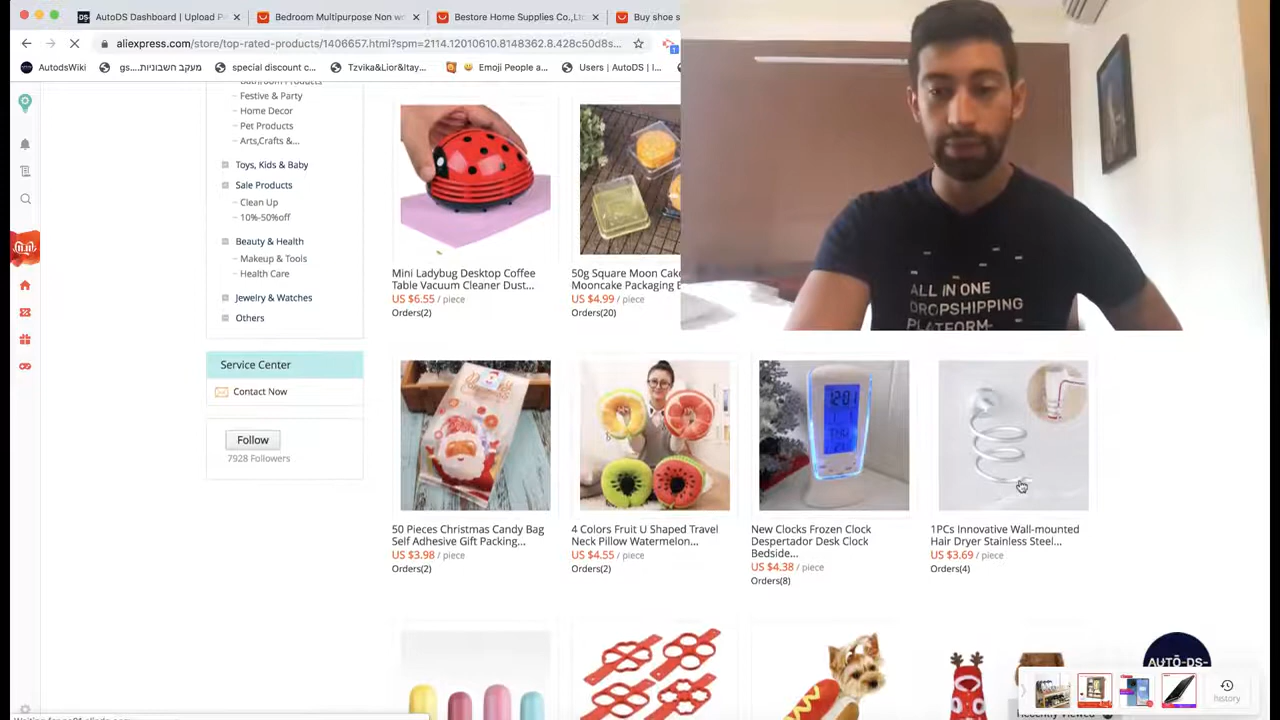 AutoDS Dashboard | Upload P
Bedroom Multipurpose Non w
Bestore Home Supplies Co.,Ltd
Buy shoe s
aliexpress.com/store/top-rated-products/1406657.html?spm=2114.12010610.8148362.8.428c50d8s...
AutodsWiki
gs....מעקב חשבוניות
special discount c...
Tzvika&Lior&Itay...
Emoji People a...
Users | AutoDS | I...
Festive & Party
Home Decor
Pet Products
Arts,Crafts &...
Toys, Kids & Baby
Sale Products
Clean Up
10%-50%off
Beauty & Health
Makeup & Tools
Health Care
Jewelry & Watches
Others
Service Center
Contact Now
Follow
7928 Followers
Mini Ladybug Desktop Coffee
Table Vacuum Cleaner Dust...
US $6.55 / piece
Orders(2)
50g Square Moon Cake
Mooncake Packaging B
US $4.99 / piece
Orders(20)
ALL IN ONE
DROPSHIPPING
PLATFORM-
50 Pieces Christmas Candy Bag
Self Adhesive Gift Packing...
US $3.98 / piece
Orders(2)
4 Colors Fruit U Shaped Travel
Neck Pillow Watermelon...
US $4.55 / piece
Orders(2)
12:01
New Clocks Frozen Clock
Despertador Desk Clock
Bedside...
US $4.38 / piece
Orders(8)
1PCs Innovative Wall-mounted
Hair Dryer Stainless Steel...
US $3.69 / piece
Orders(4)
AUTO-DS-
history